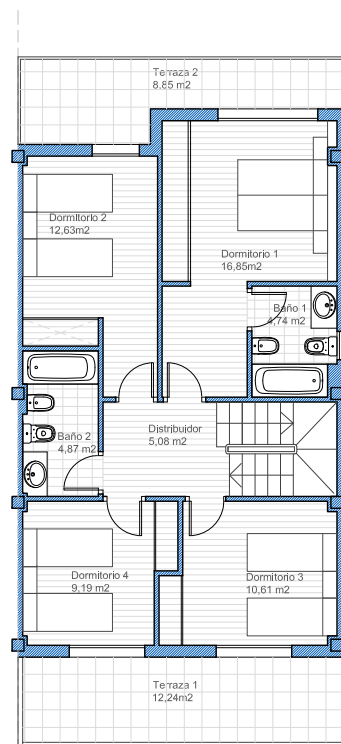 Terraza 2
8.85 m2
Dormitorio 2
12,63m2
Dormitorio 1
16,85m2
Baño 1
4,74 m2
Distribuidor
5,08 m2
Baño 2
4,87 m2
Dormitorio 4
9,19 m2
Dormitorio 3
10,61 m2
Terraza 1
12,24m2